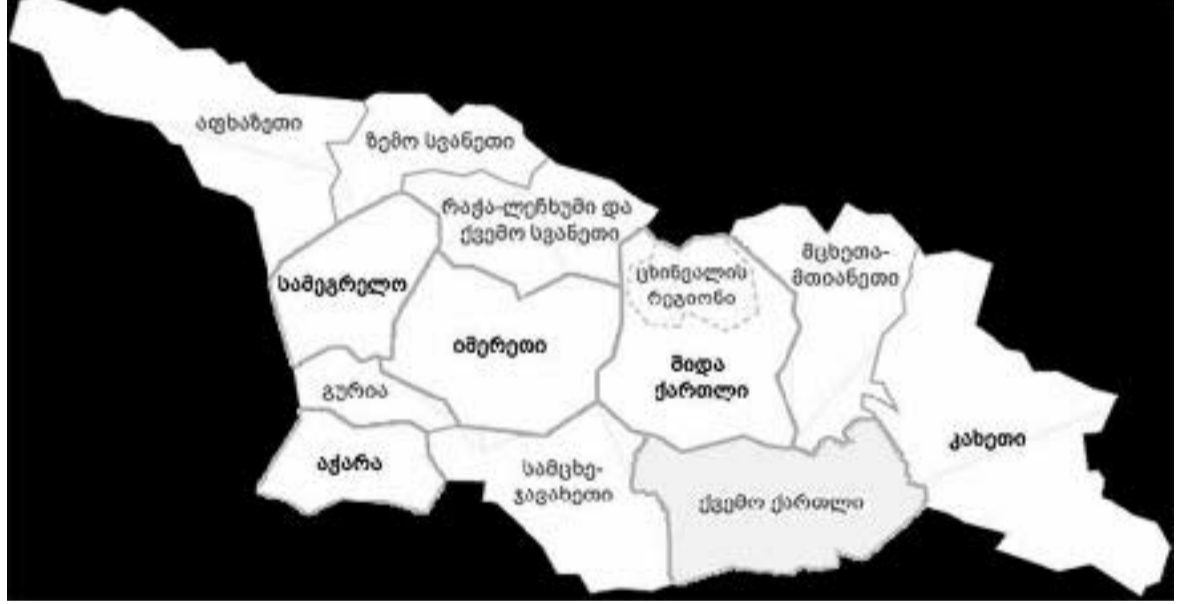 აფხაზეთი
ზემო სვანეთი
რაჭა-ლეჩხუმი და
ქვემო სვანეთი
მცხეთა-
მთიანეთი
სამეგრელო
ცხინვალის
რეგიონი
იმერეთი
შიდა
ქართლი
გურია
კახეთი
აჭარა
სამცხე-
ჯავახეთი
ქვემო ქართლი